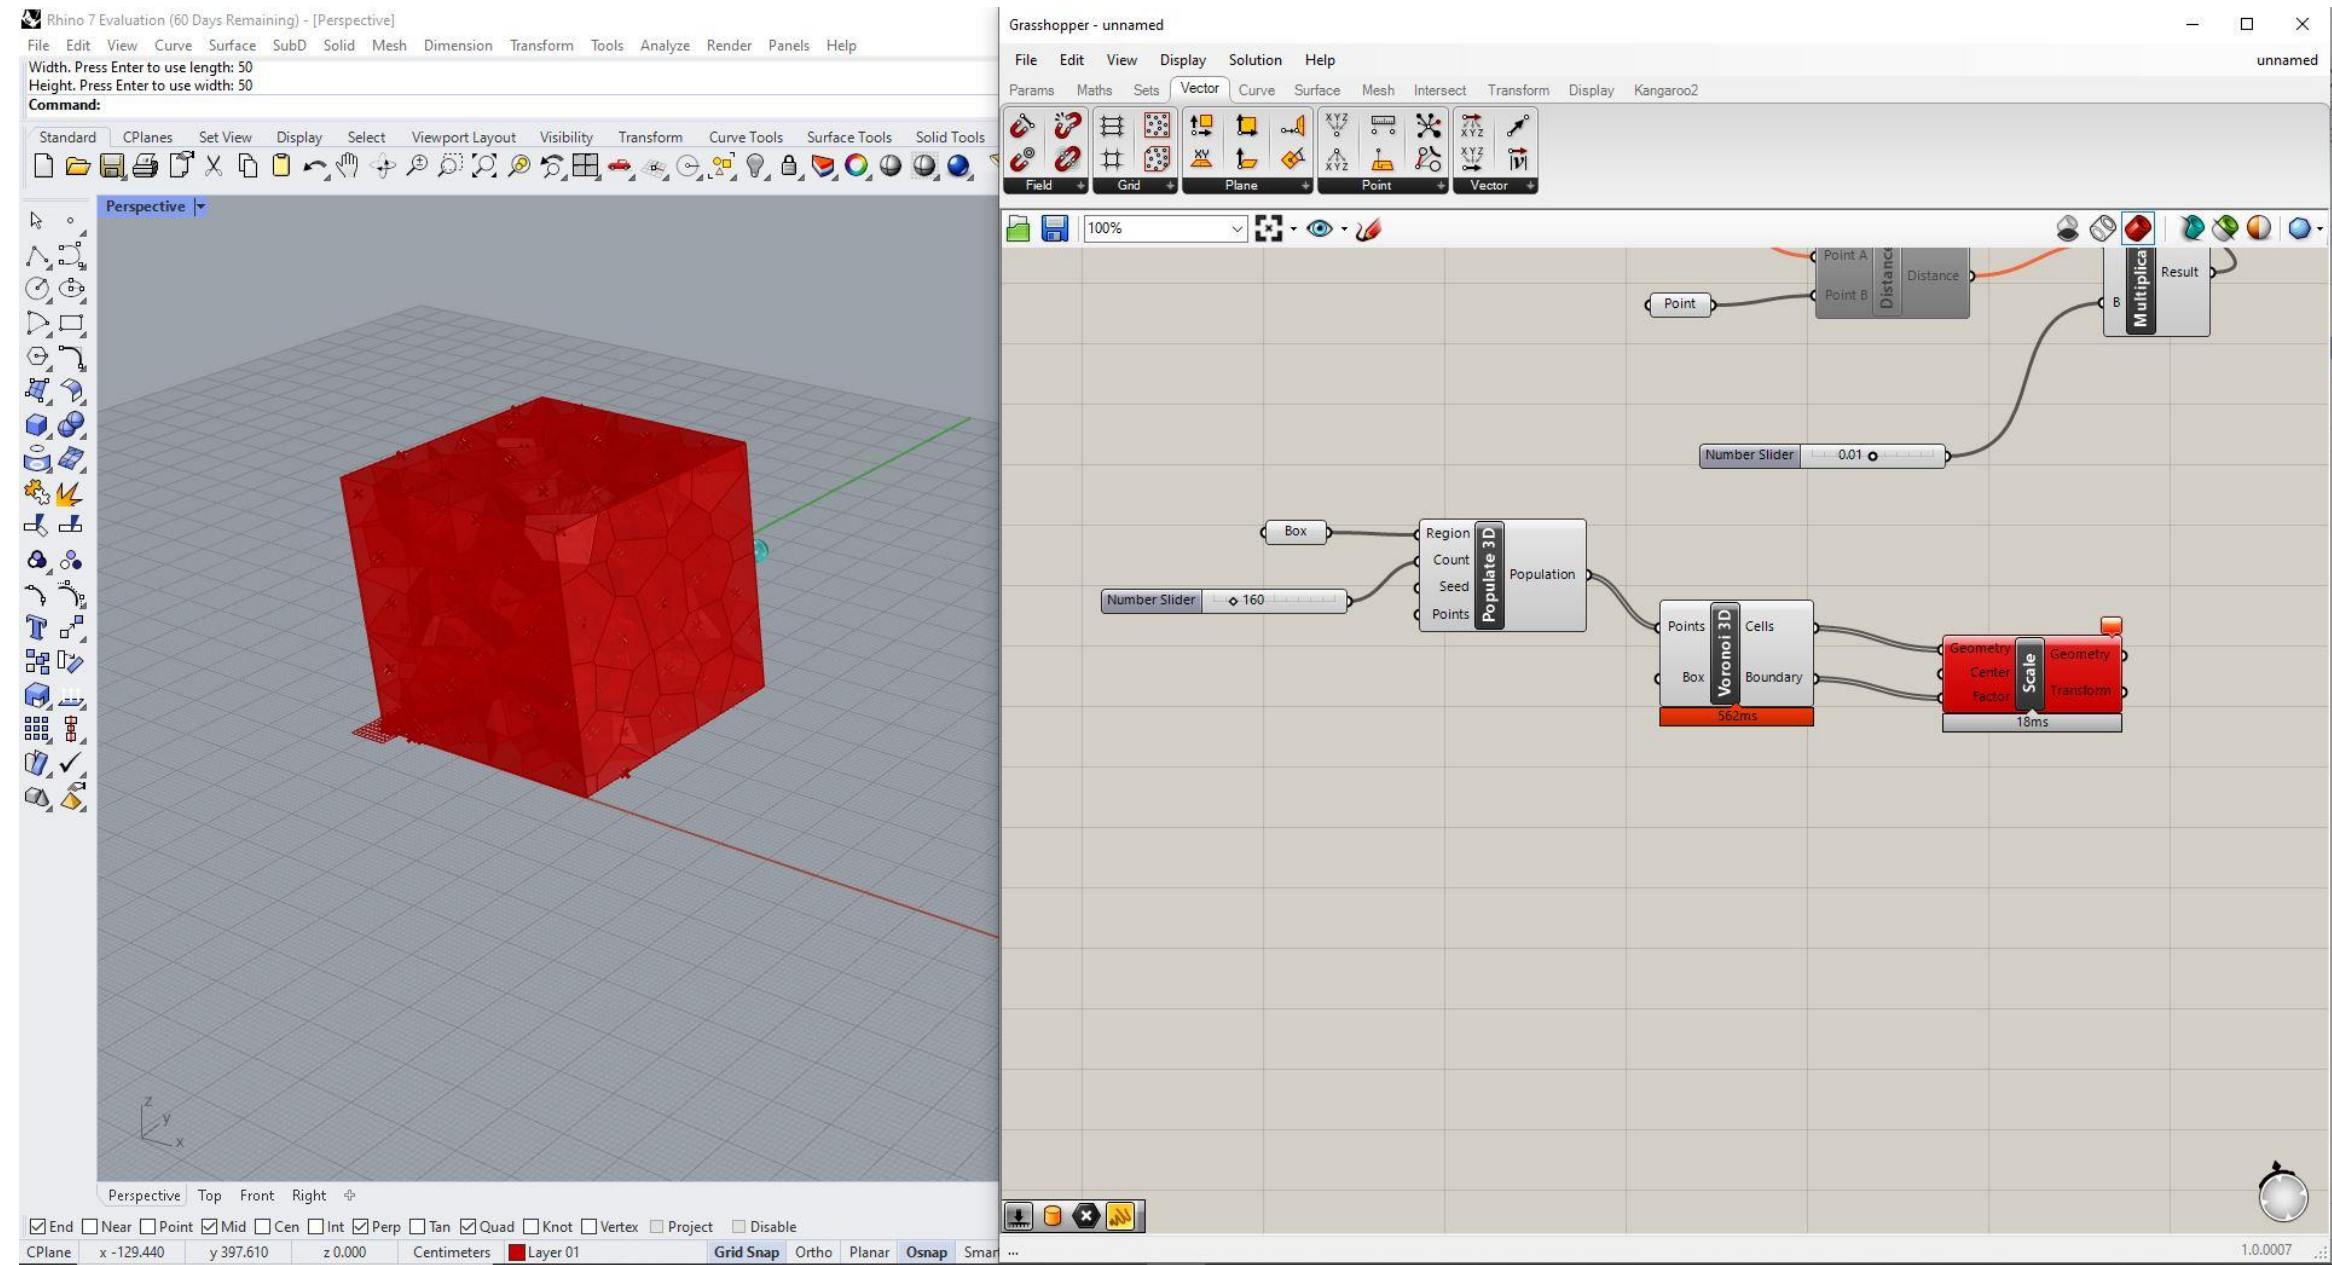 Rhino 7 Evaluation (60 Days Remaining) - [Perspective]
File Edit View Curve Surface SubD Solid Mesh Dimension Transform Tools Analyze Render Panels Help
Width. Press Enter to use length: 50
Height. Press Enter to use width: 50
Command:
Standard CPlanes Set View Display Select Viewport Layout Visibility Transform Curve Tools Surface Tools Solid Tools
Perspective
z
y
x
Perspective Top Front Right
End Near Point Mid Cen Int Perp Tan Quad Knot Vertex Project Disable
CPlane x -129.440 y 397.610 z 0.000 Centimeters Layer 01 Grid Snap Ortho Planar Osnap Smar
Grasshopper - unnamed
File Edit View Display Solution Help unnamed
Params Maths Sets Vector Curve Surface Mesh Intersect Transform Display Kangaroo2
XYZ XYZ
XY XYZ XYZ |V|
Field Grid Plane Point Vector
100%
Point A
Point B
Distance
Distance
Point
B
Multiplica
Result
Number Slider 0.01
Box
Number Slider 160
Region
Count
Seed
Points
Populate 3D
Population
Points
Box
Voronoi 3D
Cells
Boundary
562ms
Geometry
Center
Factor
Scale
Geometry
Transform
18ms
... 1.0.0007